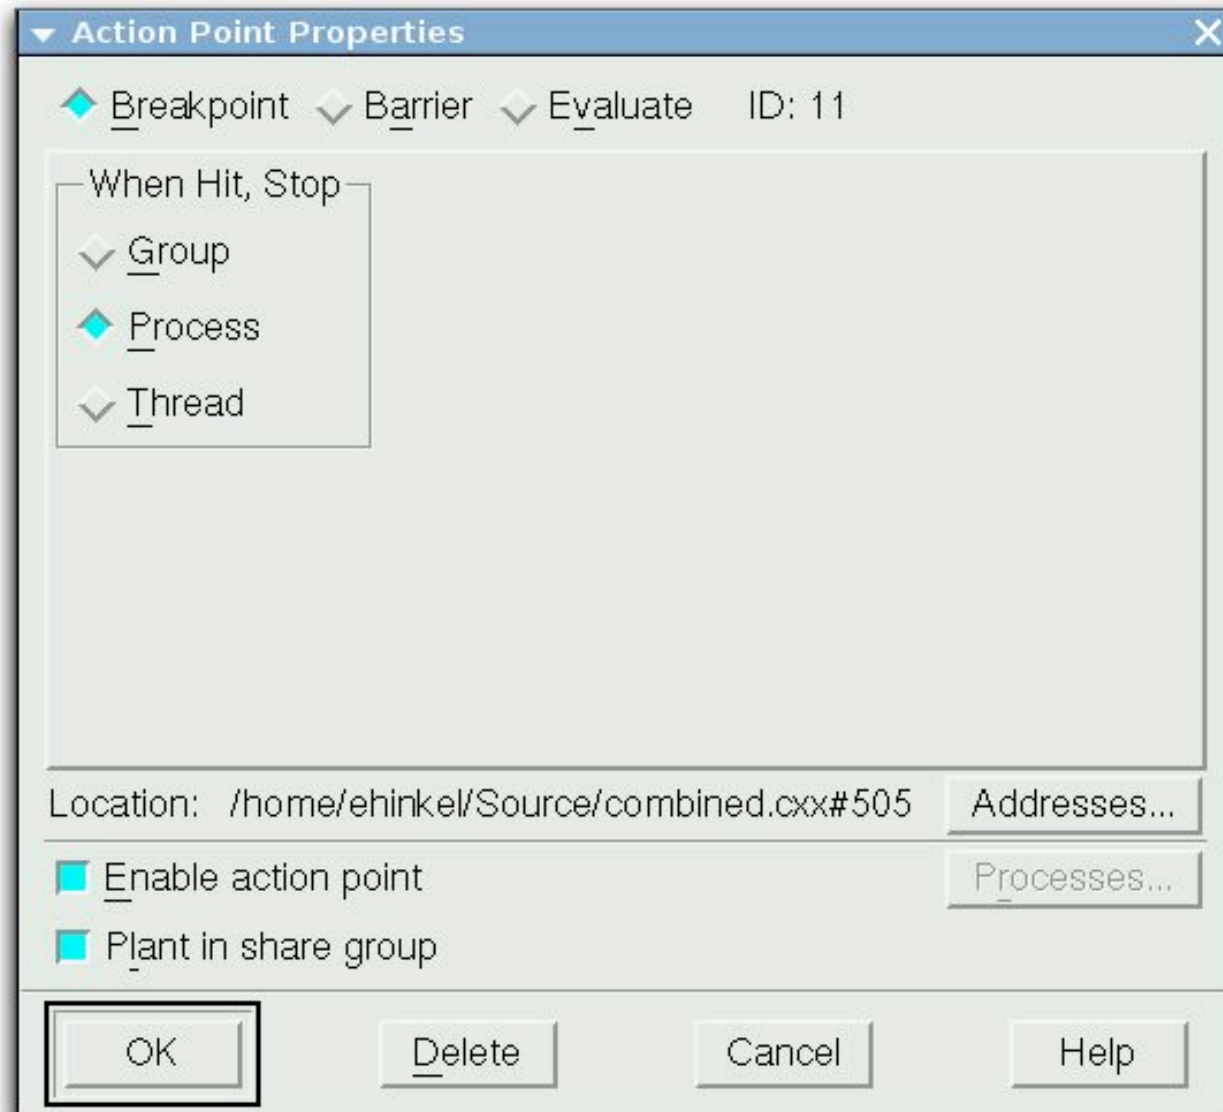 Action Point Properties
Breakpoint Barrier Evaluate ID: 11
When Hit, Stop
Group
Process
Thread
Location: /home/ehinkel/Source/combined.cxx#505 Addresses...
Enable action point Processes...
Plant in share group
OK Delete Cancel Help